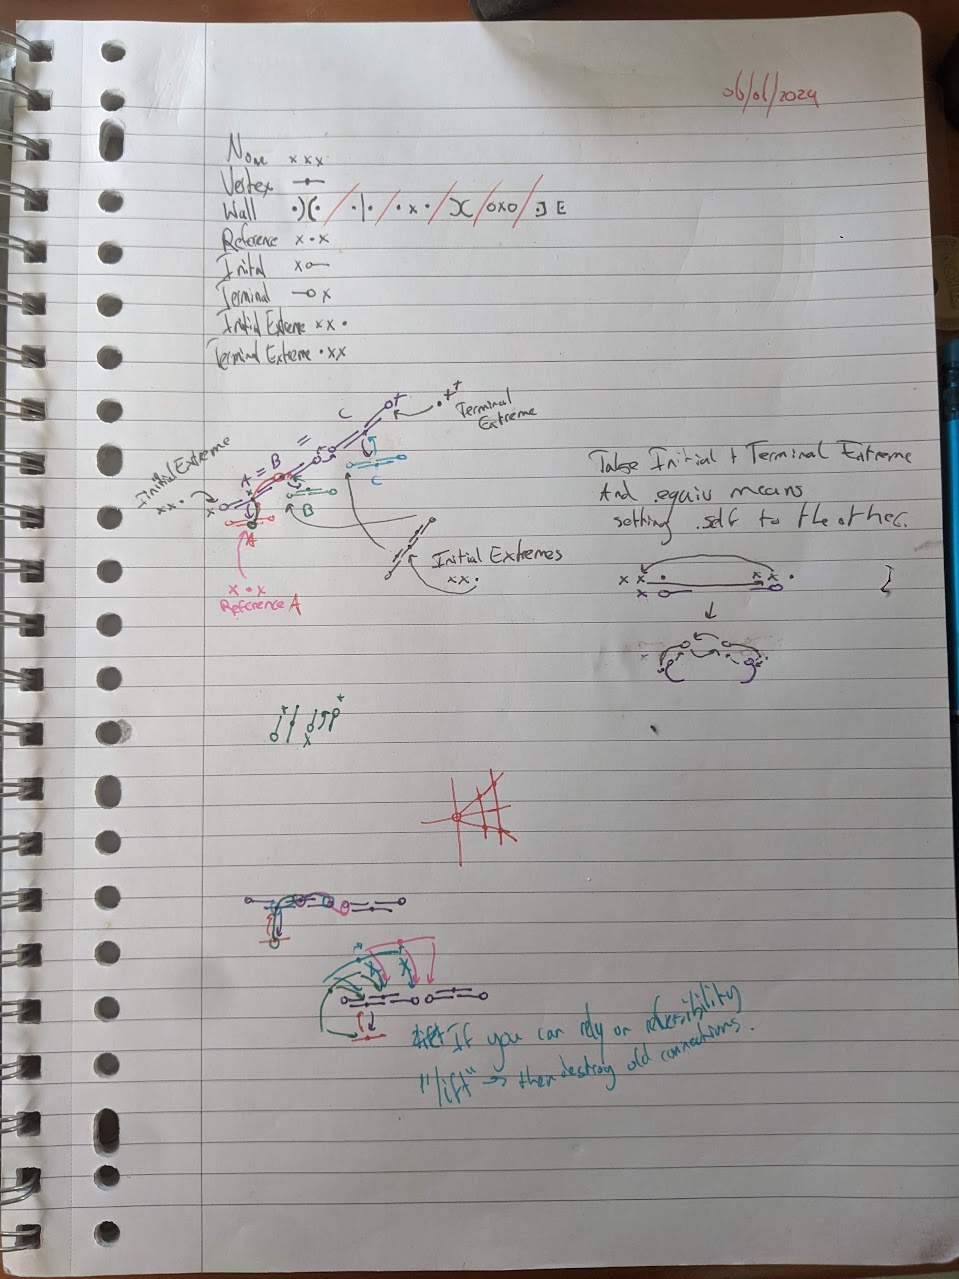 06/01/2024
None x x x
Vertex
Wall •)(• / •|• / •x• / )( / oxo / •] [
Reference x • x
Initial x o—
Terminal —o x
Initial Extreme x x •
Terminal Extreme • x x
• x x
Terminal
Extreme
C
=
x = B
Initial Extreme
x x •
x
x
C
B
A
Initial Extremes
x x •
x • x
Reference A
Take Initial + Terminal Extreme
And equiv means
setting self to the other.
x x • x x •
x
If you can rely on reversibility
"lift" → then destroy old connections.